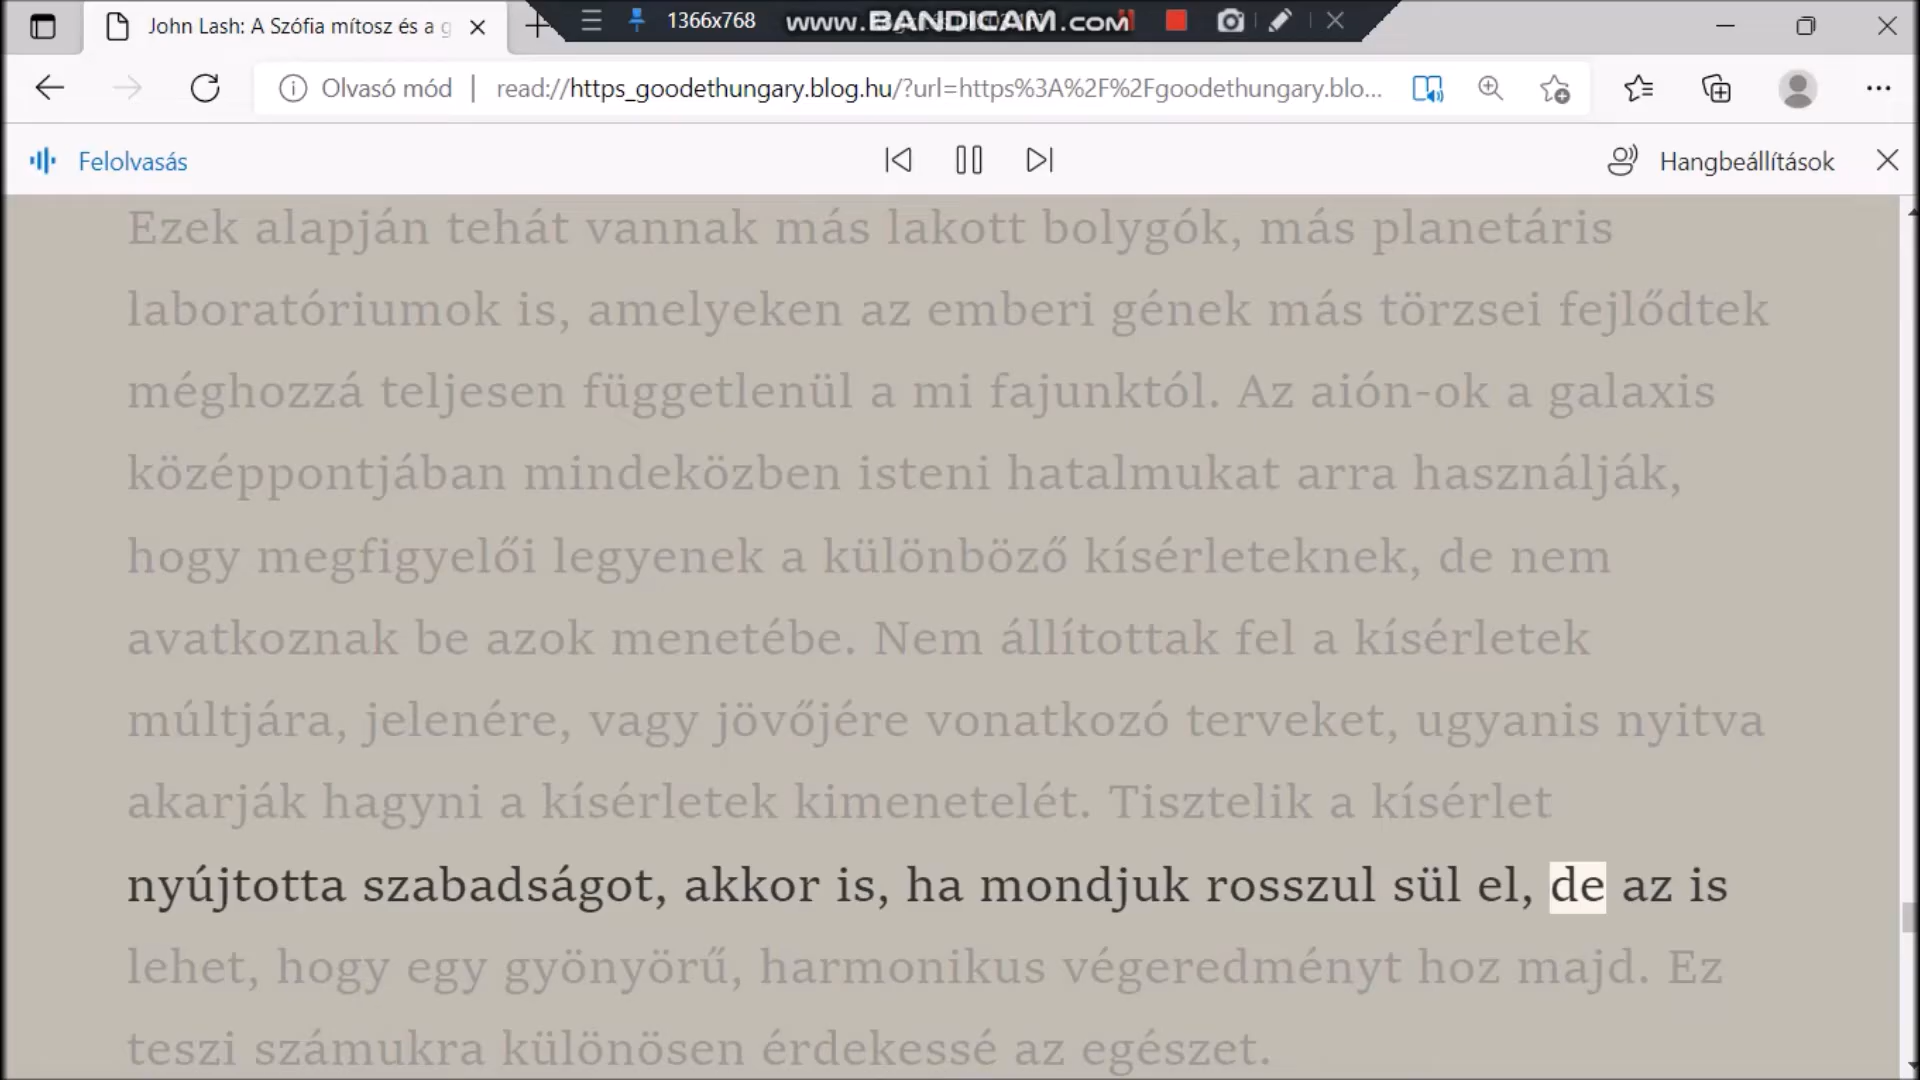 John Lash: A Szófia mítosz és a g
1366x768
www.BANDICAM.com
Olvasó mód
read://https_goodethungary.blog.hu/?url=https%3A%2F%2Fgoodethungary.blo...
Felolvasás
Hangbeállítások
Ezek alapján tehát vannak más lakott bolygók, más planetáris
laboratóriumok is, amelyeken az emberi gének más törzsei fejlődtek
méghozzá teljesen függetlenül a mi fajunktól. Az aión-ok a galaxis
középpontjában mindeközben isteni hatalmukat arra használják,
hogy megfigyelői legyenek a különböző kísérleteknek, de nem
avatkoznak be azok menetébe. Nem állítottak fel a kísérletek
múltjára, jelenére, vagy jövőjére vonatkozó terveket, ugyanis nyitva
akarják hagyni a kísérletek kimenetelét. Tisztelik a kísérlet
nyújtotta szabadságot, akkor is, ha mondjuk rosszul sül el, de az is
lehet, hogy egy gyönyörű, harmonikus végeredményt hoz majd. Ez
teszi számukra különösen érdekessé az egészet.